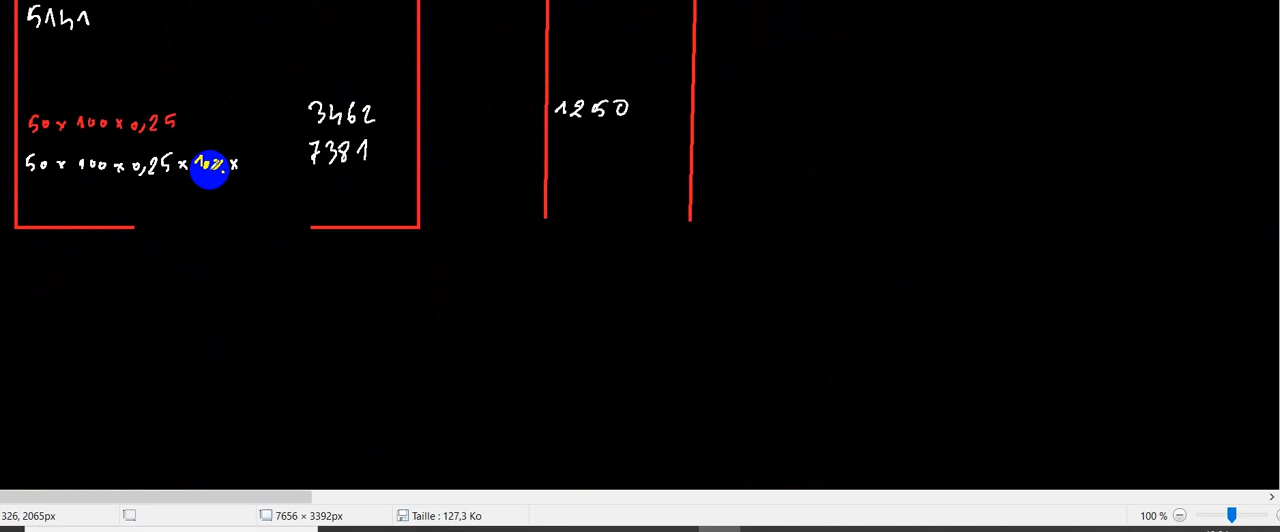 5141
3462
1250
50 x 100 x 0,25
7381
50 x 100 x 0,25 x 10% x
326, 2065px
7656 × 3392px
Taille : 127,3 Ko
100 %